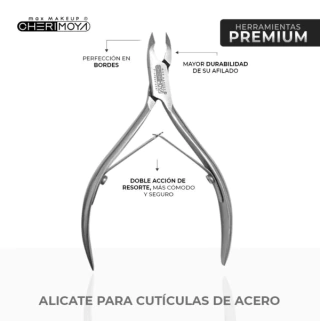 max MAKEUP ©
CHERIMOYA
HERRAMIENTAS
PREMIUM
PERFECCIÓN EN
BORDES
MAYOR DURABILIDAD
DE SU AFILADO
DOBLE ACCIÓN DE
RESORTE, MÁS CÓMODO
Y SEGURO
ALICATE PARA CUTÍCULAS DE ACERO